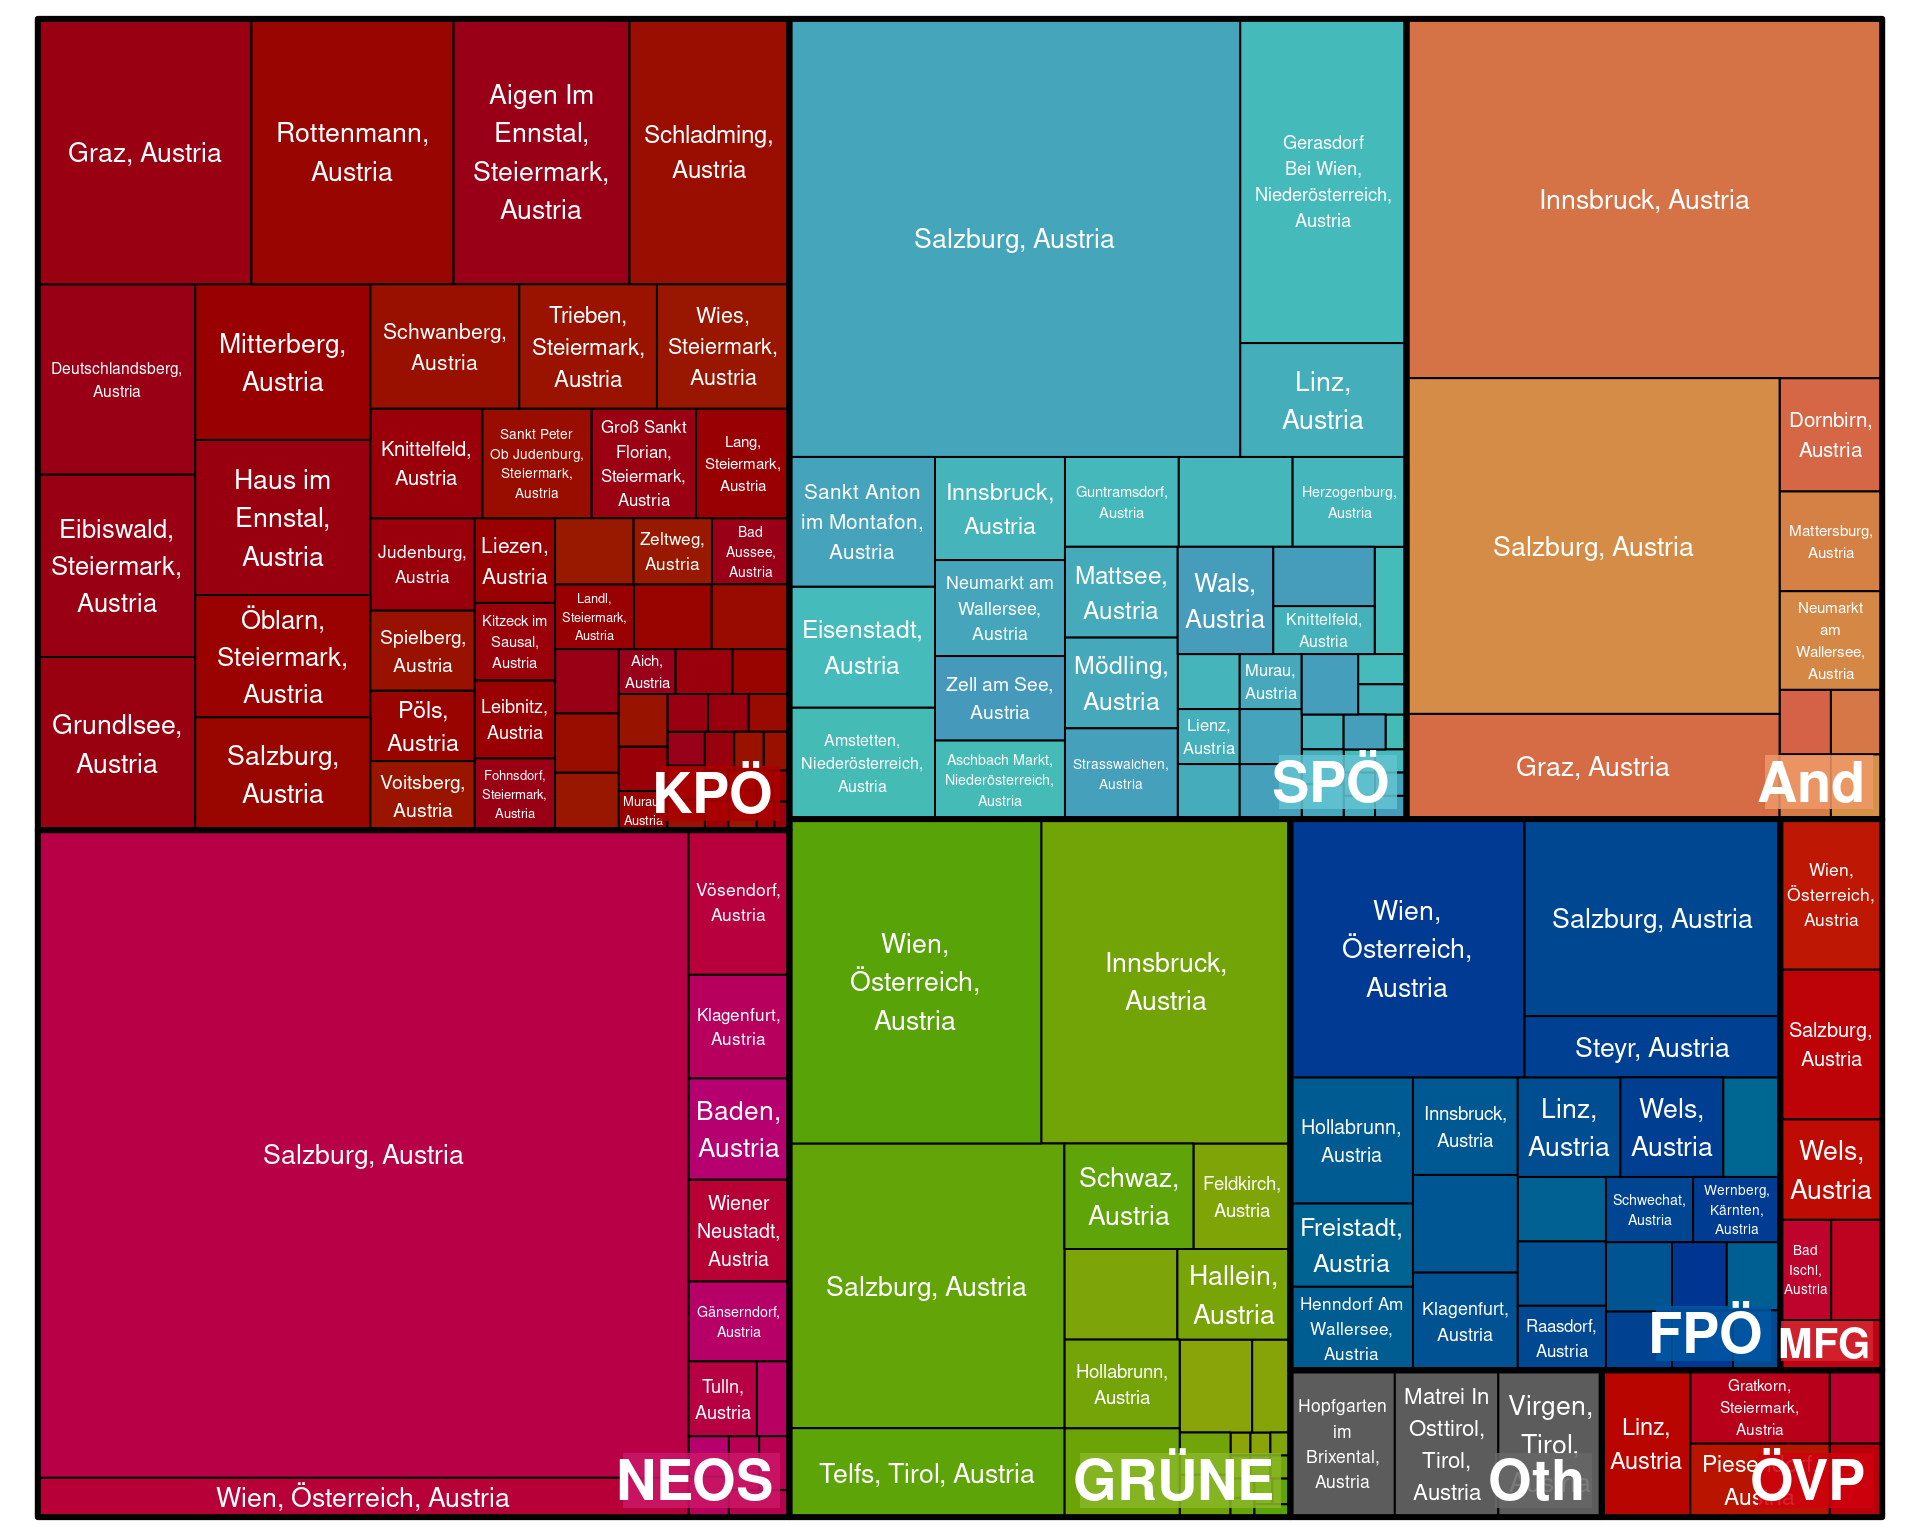 Graz, Austria
Rottenmann,
Austria
Aigen Im
Ennstal,
Steiermark,
Austria
Schladming,
Austria
Deutschlandsberg,
Austria
Mitterberg,
Austria
Schwanberg,
Austria
Trieben,
Steiermark,
Austria
Wies,
Steiermark,
Austria
Knittelfeld,
Austria
Sankt Peter
Ob Judenburg,
Steiermark,
Austria
Groß Sankt
Florian,
Steiermark,
Austria
Lang,
Steiermark,
Austria
Eibiswald,
Steiermark,
Austria
Haus im
Ennstal,
Austria
Judenburg,
Austria
Liezen,
Austria
Zeltweg,
Austria
Bad
Aussee,
Austria
Öblarn,
Steiermark,
Austria
Spielberg,
Austria
Kitzeck im
Sausal,
Austria
Landl,
Steiermark,
Austria
Aich,
Austria
Grundlsee,
Austria
Salzburg,
Austria
Pöls,
Austria
Leibnitz,
Austria
Voitsberg,
Austria
Fohnsdorf,
Steiermark,
Austria
Murau,
Austria
KPÖ
Salzburg, Austria
Gerasdorf
Bei Wien,
Niederösterreich,
Austria
Linz,
Austria
Sankt Anton
im Montafon,
Austria
Innsbruck,
Austria
Guntramsdorf,
Austria
Herzogenburg,
Austria
Eisenstadt,
Austria
Neumarkt am
Wallersee,
Austria
Mattsee,
Austria
Wals,
Austria
Knittelfeld,
Austria
Zell am See,
Austria
Mödling,
Austria
Murau,
Austria
Lienz,
Austria
Amstetten,
Niederösterreich,
Austria
Aschbach Markt,
Niederösterreich,
Austria
Strasswalchen,
Austria
SPÖ
Innsbruck, Austria
Salzburg, Austria
Dornbirn,
Austria
Mattersburg,
Austria
Neumarkt
am
Wallersee,
Austria
Graz, Austria
And
Salzburg, Austria
Vösendorf,
Austria
Klagenfurt,
Austria
Baden,
Austria
Wiener
Neustadt,
Austria
Gänserndorf,
Austria
Tulln,
Austria
Wien, Österreich, Austria
NEOS
Wien,
Österreich,
Austria
Innsbruck,
Austria
Salzburg, Austria
Schwaz,
Austria
Feldkirch,
Austria
Hallein,
Austria
Hollabrunn,
Austria
Telfs, Tirol, Austria
GRÜNE
Wien,
Österreich,
Austria
Salzburg, Austria
Steyr, Austria
Hollabrunn,
Austria
Innsbruck,
Austria
Linz,
Austria
Wels,
Austria
Schwechat,
Austria
Wernberg,
Kärnten,
Austria
Freistadt,
Austria
Henndorf Am
Wallersee,
Austria
Klagenfurt,
Austria
Raasdorf,
Austria
FPÖ
Wien,
Österreich,
Austria
Salzburg,
Austria
Wels,
Austria
Bad
Ischl,
Austria
MFG
Hopfgarten
im
Brixental,
Austria
Matrei In
Osttirol,
Tirol,
Austria
Virgen,
Tirol,
Austria
Oth
Linz,
Austria
Gratkorn,
Steiermark,
Austria
Piesendorf,
Austria
ÖVP